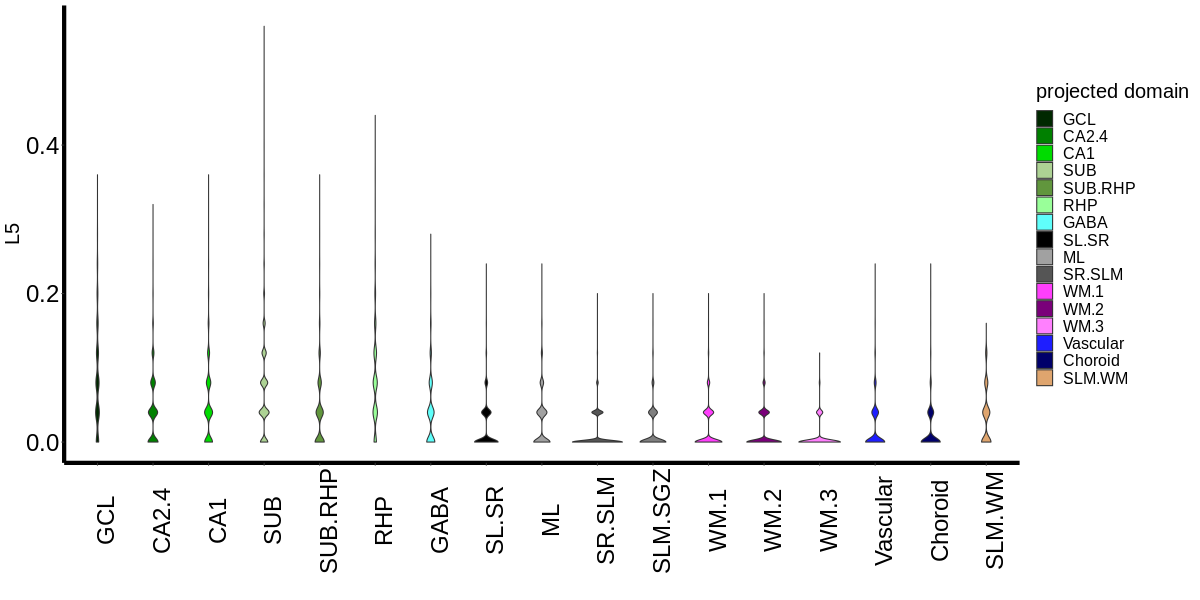 L5
0.4
0.2
0.0
GCL
CA2.4
CA1
SUB
SUB.RHP
RHP
GABA
SL.SR
ML
SR.SLM
SLM.SGZ
WM.1
WM.2
WM.3
Vascular
Choroid
SLM.WM
projected domain
GCL
CA2.4
CA1
SUB
SUB.RHP
RHP
GABA
SL.SR
ML
SR.SLM
WM.1
WM.2
WM.3
Vascular
Choroid
SLM.WM